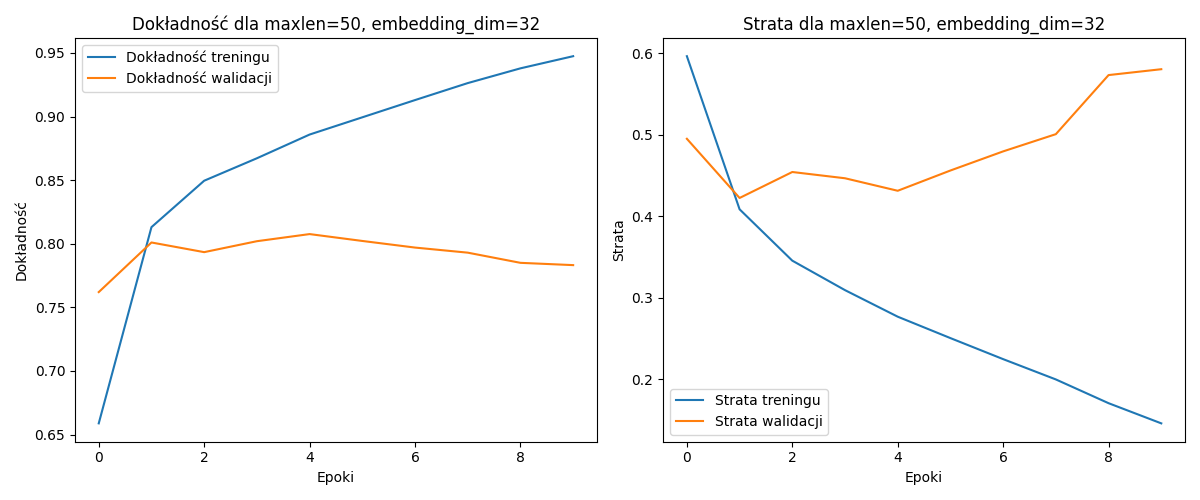 Dokładność dla maxlen=50, embedding_dim=32
Dokładność treningu
Dokładność walidacji
Dokładność
0.95
0.90
0.85
0.80
0.75
0.70
0.65
0 2 4 6 8
Epoki
Strata dla maxlen=50, embedding_dim=32
Strata
0.6
0.5
0.4
0.3
0.2
Strata treningu
Strata walidacji
0 2 4 6 8
Epoki